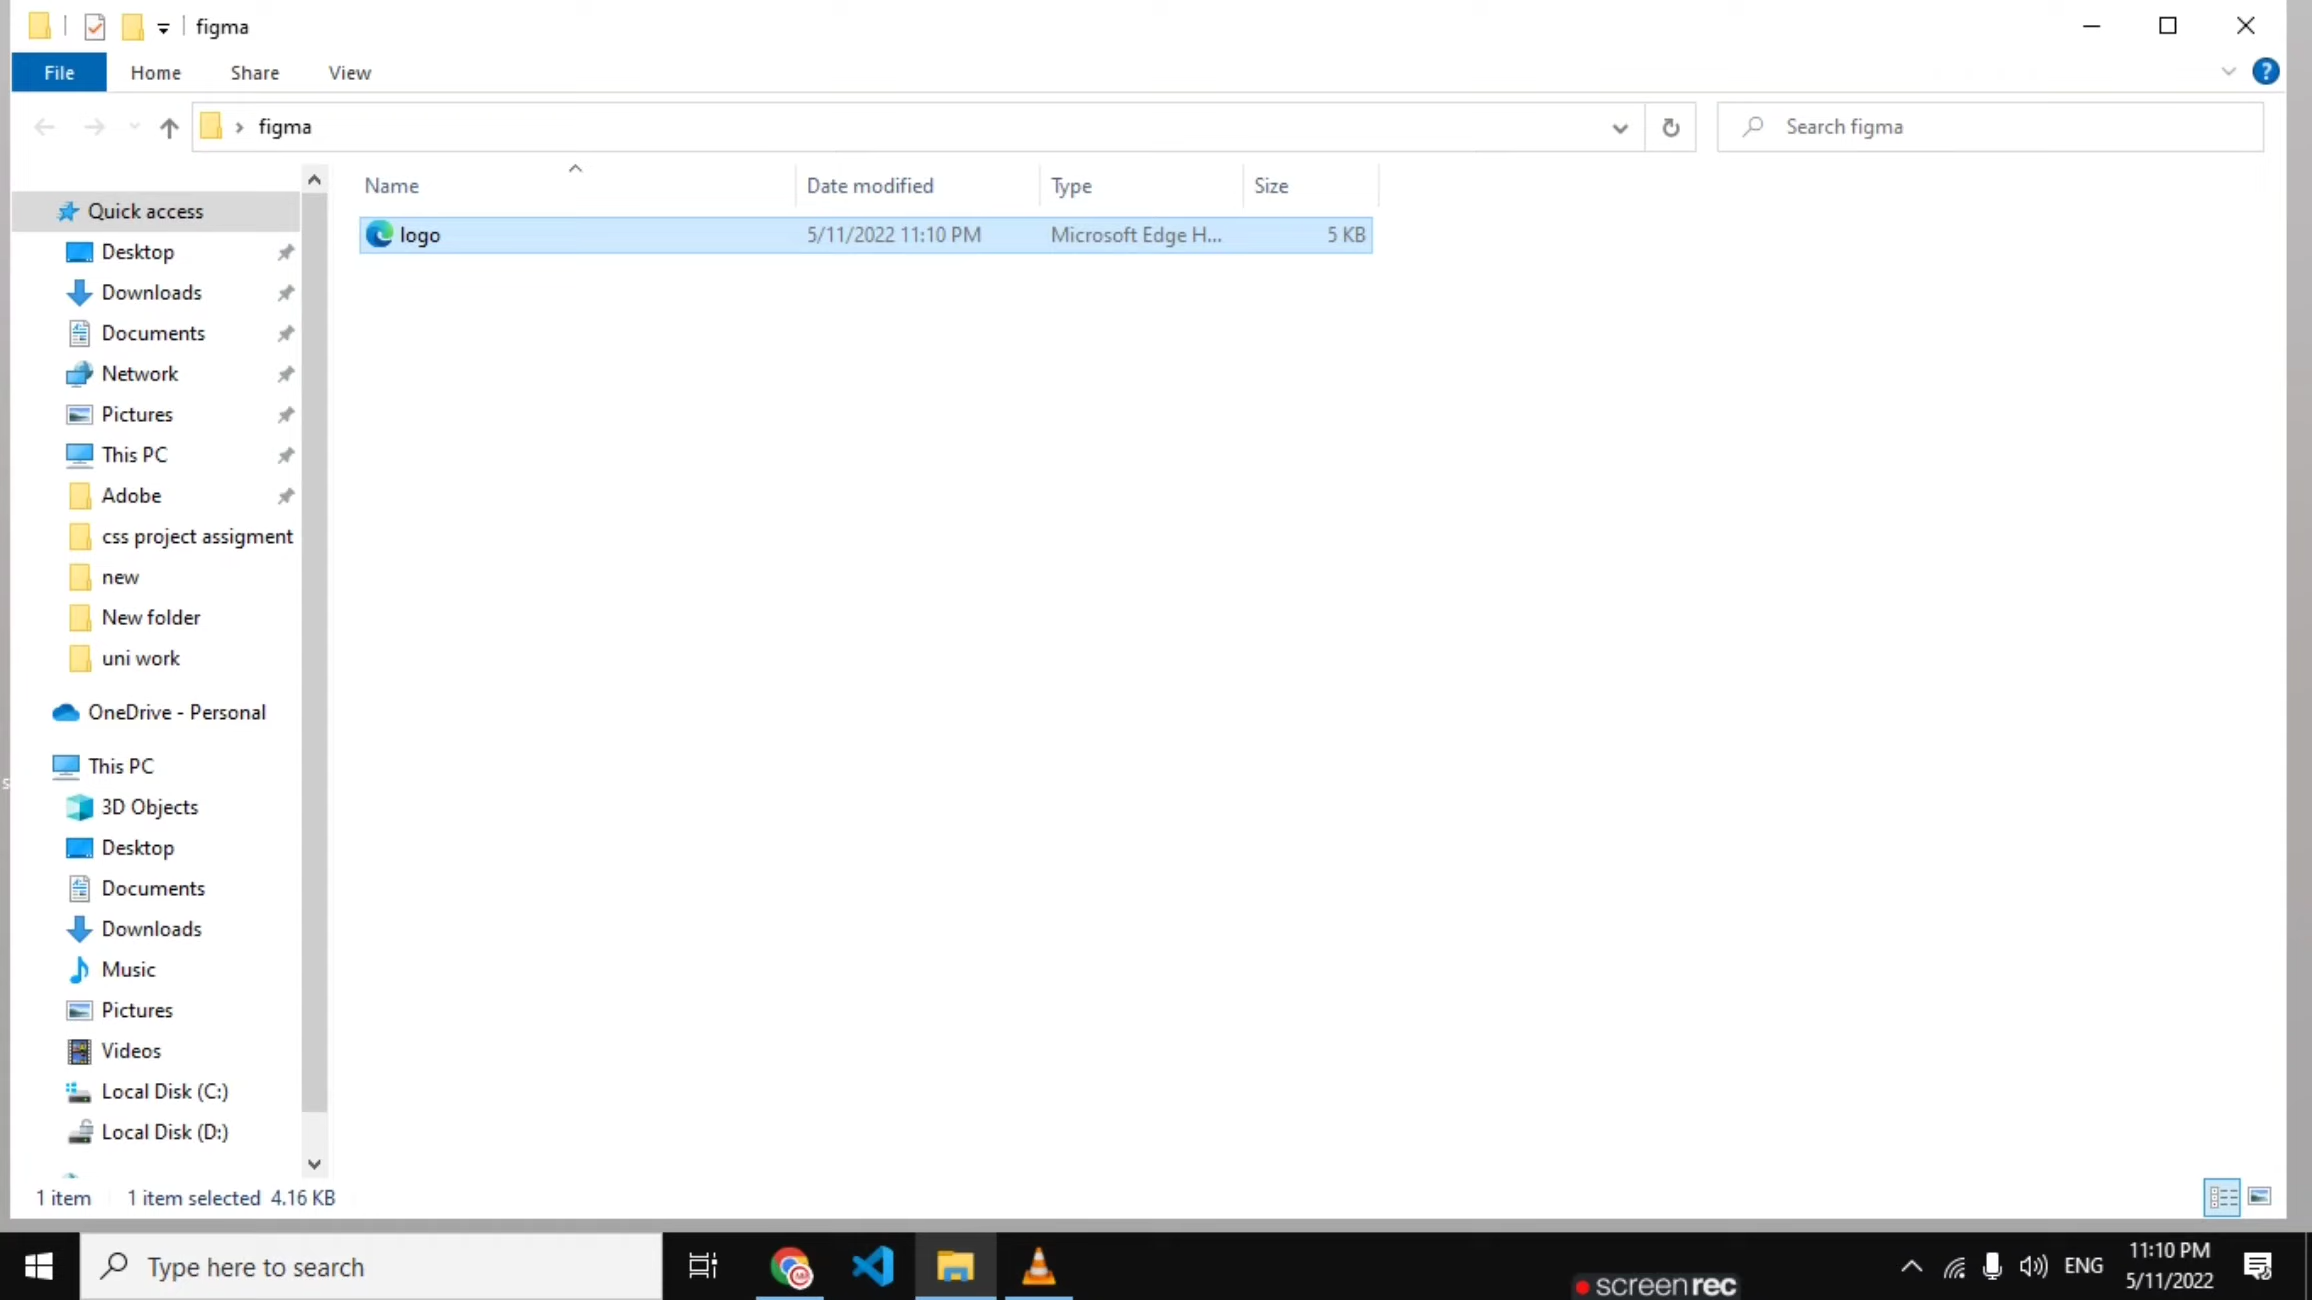 figma
File Home Share View
figma
Search figma
Name Date modified Type Size
logo 5/11/2022 11:10 PM Microsoft Edge H... 5 KB
Quick access
Desktop
Downloads
Documents
Network
Pictures
This PC
Adobe
css project assigment
new
New folder
uni work
OneDrive - Personal
This PC
3D Objects
Desktop
Documents
Downloads
Music
Pictures
Videos
Local Disk (C:)
Local Disk (D:)
1 item 1 item selected 4.16 KB
Type here to search
screenrec
ENG
11:10 PM
5/11/2022